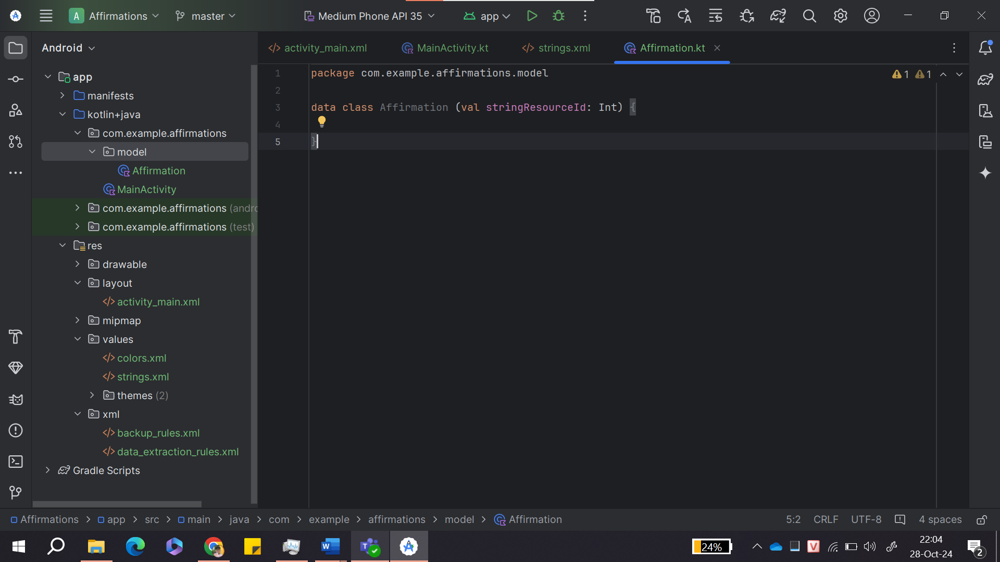 A Affirmations master Medium Phone API 35 app
Android
activity_main.xml MainActivity.kt strings.xml Affirmation.kt
app
manifests
kotlin+java
com.example.affirmations
model
Affirmation
MainActivity
com.example.affirmations (andro
com.example.affirmations (test)
res
drawable
layout
activity_main.xml
mipmap
values
colors.xml
strings.xml
themes (2)
xml
backup_rules.xml
data_extraction_rules.xml
Gradle Scripts
1 package com.example.affirmations.model
2
3 data class Affirmation (val stringResourceId: Int) {
4
5 }
1 1
Affirmations > app > src > main > java > com > example > affirmations > model > Affirmation
5:2 CRLF UTF-8 4 spaces
24%
22:04
28-Oct-24
2